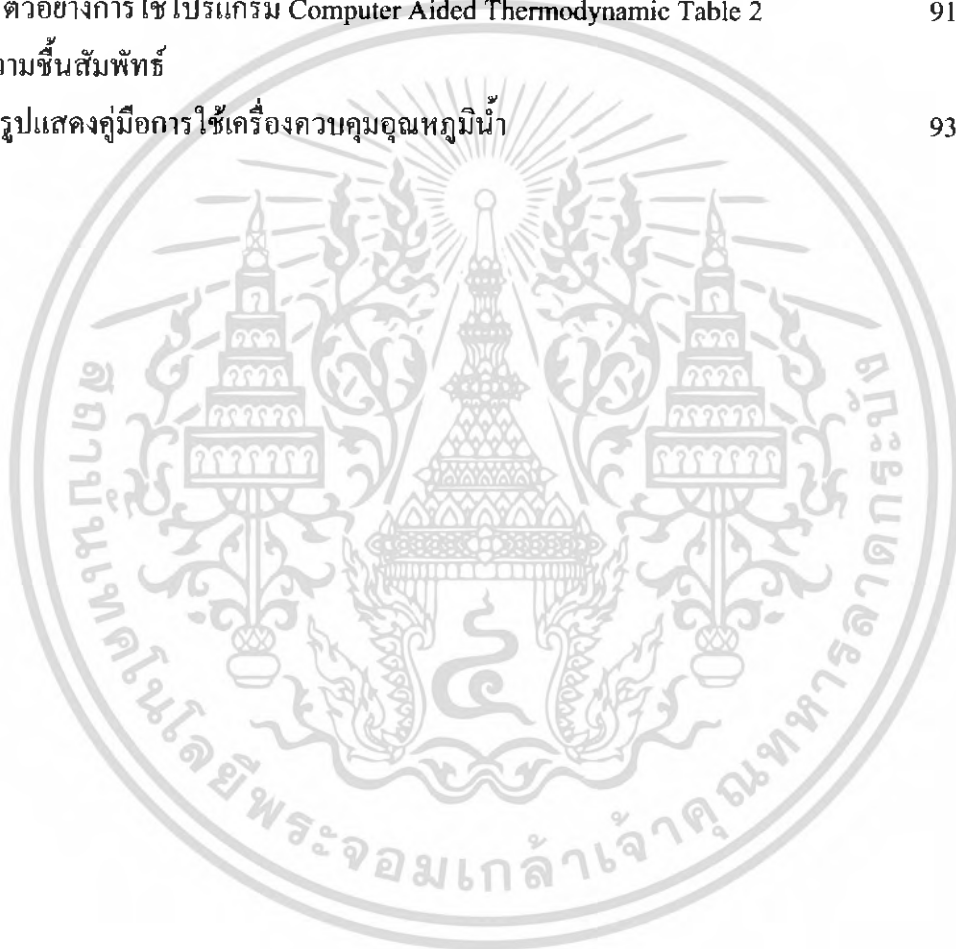 ตัวอย่างการใช้โปรแกรม Computer Aided Thermodynamic Table 2 91
วามชื้นสัมพัทธ์
รูปแสดงคู่มือการใช้เครื่องควบคุมอุณหภูมิน้ำ 93
สถาบันเทคโนโลยีพระจอมเกล้าเจ้าคุณทหารลาดกระบัง